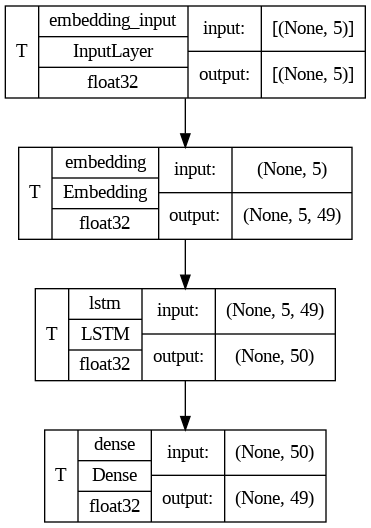 T
embedding_input
InputLayer
float32
input:
[(None, 5)]
output:
[(None, 5)]
T
embedding
Embedding
float32
input:
(None, 5)
output:
(None, 5, 49)
T
lstm
LSTM
float32
input:
(None, 5, 49)
output:
(None, 50)
T
dense
Dense
float32
input:
(None, 50)
output:
(None, 49)